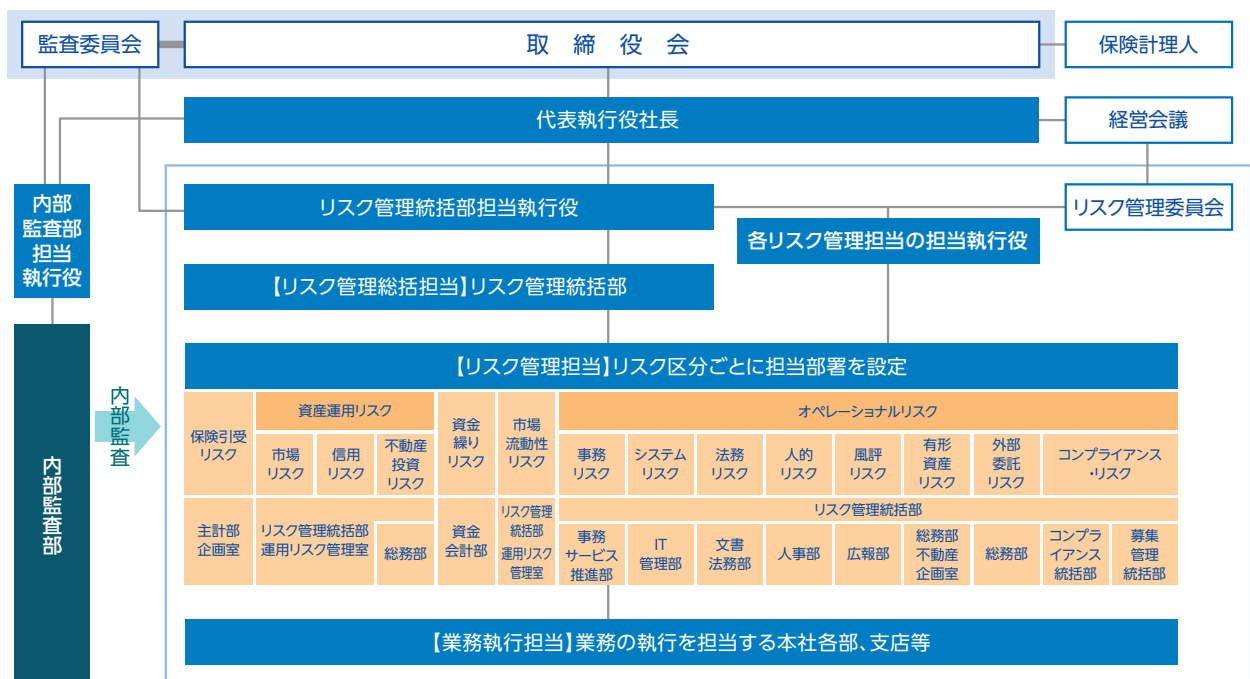 監査委員会
取締役会
保険計理人
代表執行役社長
経営会議
内部
監査部
担当
執行役
リスク管理統括部担当執行役
リスク管理委員会
各リスク管理担当の担当執行役
【リスク管理総括担当】リスク管理統括部
内部監査部
内部監査
【リスク管理担当】リスク区分ごとに担当部署を設定
保険引受
リスク
資産運用リスク
市場
リスク
信用
リスク
不動産
投資
リスク
資金
繰り
リスク
市場
流動性
リスク
オペレーショナルリスク
事務
リスク
システム
リスク
法務
リスク
人的
リスク
風評
リスク
有形
資産
リスク
外部
委託
リスク
コンプライアンス
・リスク
主計部
企画室
リスク管理統括部
運用リスク管理室
総務部
資金
会計部
リスク管理
統括部
運用リスク
管理室
リスク管理統括部
事務
サービス
推進部
IT
管理部
文書
法務部
人事部
広報部
総務部
不動産
企画室
総務部
コンプラ
イアンス
統括部
募集
管理
統括部
【業務執行担当】業務の執行を担当する本社各部、支店等